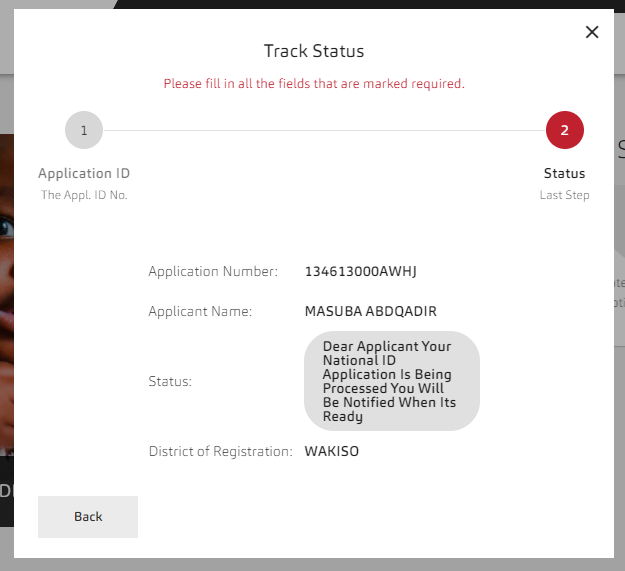 Track Status
Please fill in all the fields that are marked required.
1
2
Application ID
Status
The Appl. ID No.
Last Step
Application Number: 134613000AWHJ
Applicant Name: MASUBA ABDQADIR
Status:
Dear Applicant Your
National ID
Application Is Being
Processed You Will
Be Notified When Its
Ready
District of Registration: WAKISO
Back